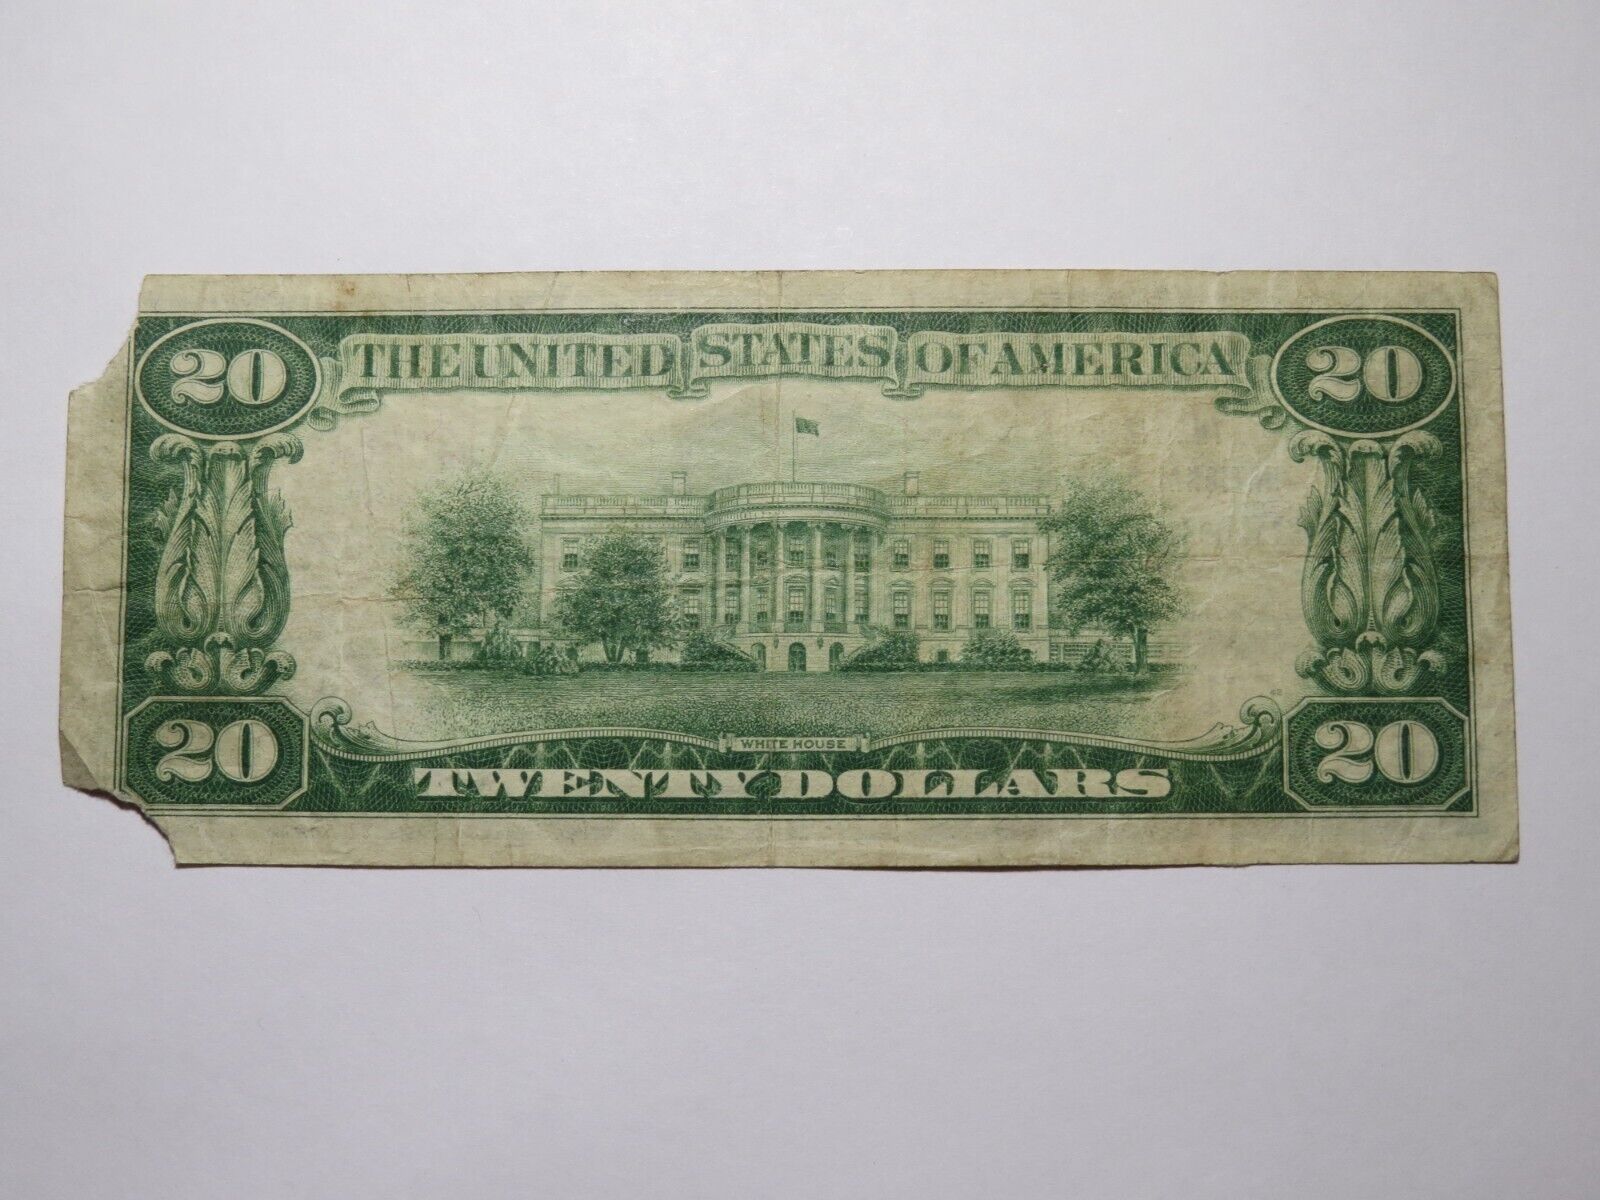 20 THE UNITED STATES OF AMERICA 20
WHITE HOUSE
20 TWENTY DOLLARS 20